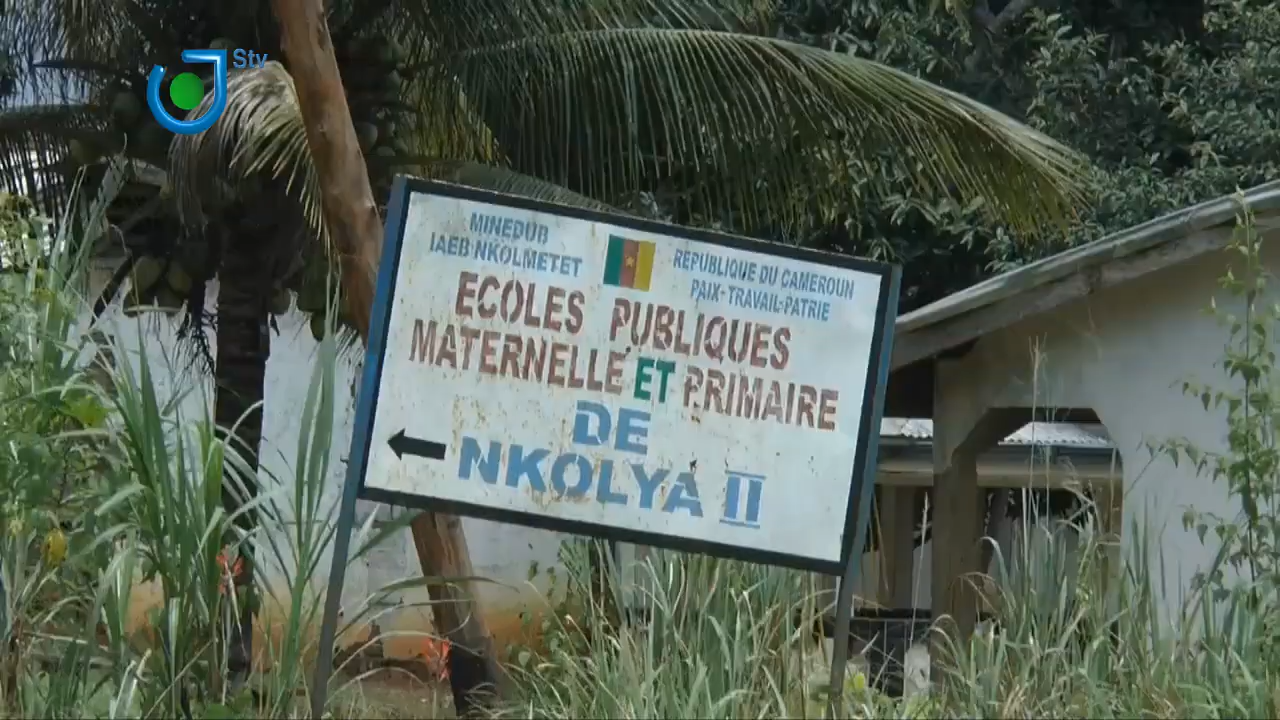 Stv
MINEDUB
IAEB NKOLMETET
REPUBLIQUE DU CAMEROUN
PAIX-TRAVAIL-PATRIE
ECOLES PUBLIQUES
MATERNELLE ET PRIMAIRE
DE
NKOLYA II